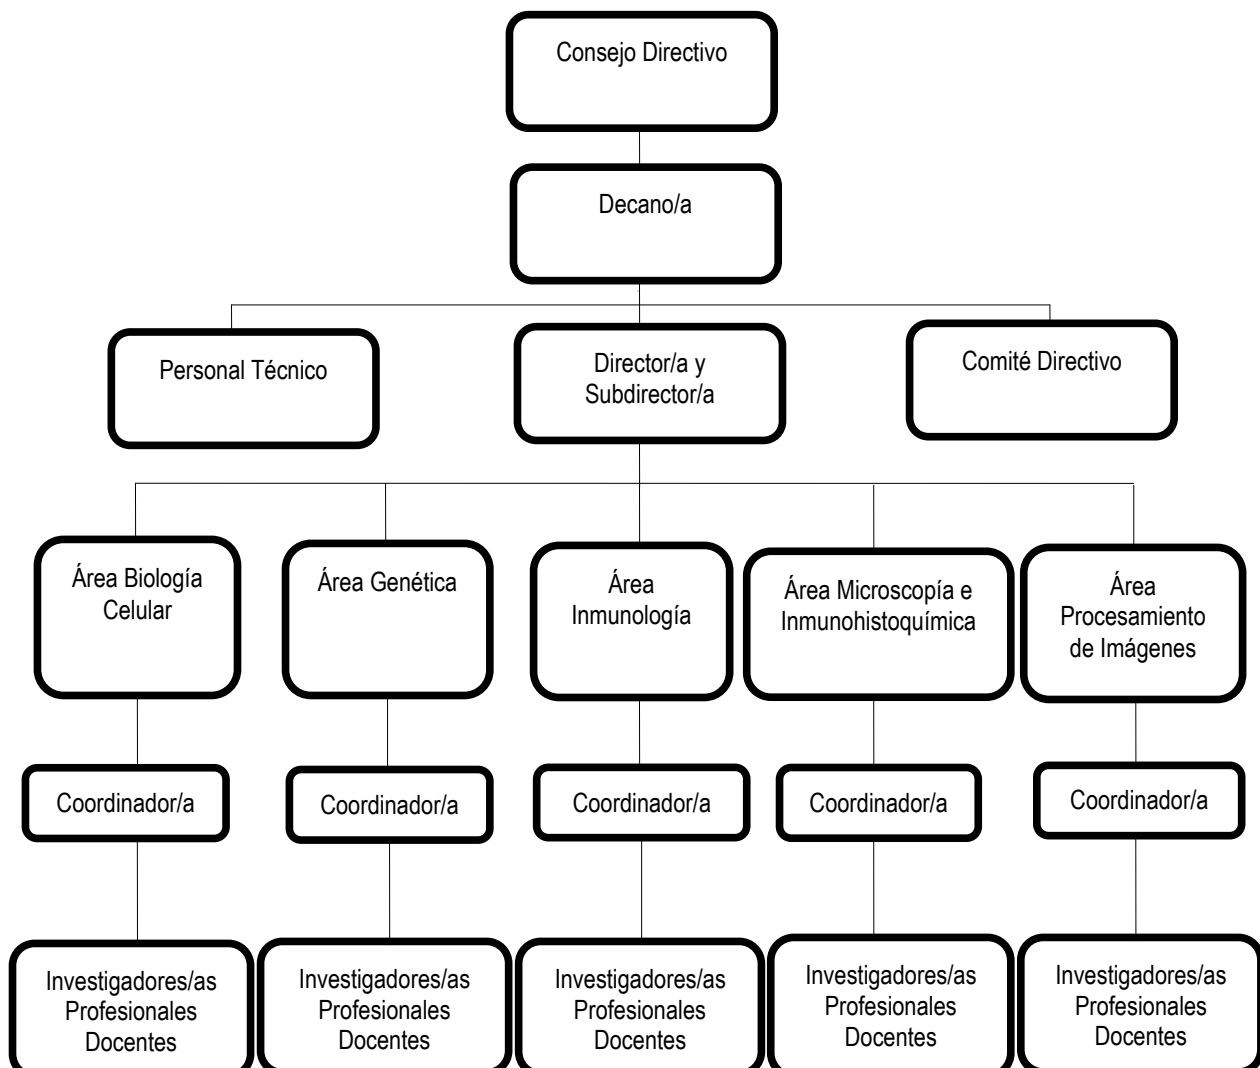 Consejo Directivo
Decano/a
Personal Técnico
Director/a y
Subdirector/a
Comité Directivo
Área Biología
Celular
Área Genética
Área
Inmunología
Área Microscopía e
Inmunohistoquímica
Área
Procesamiento
de Imágenes
Coordinador/a
Coordinador/a
Coordinador/a
Coordinador/a
Coordinador/a
Investigadores/as
Profesionales
Docentes
Investigadores/as
Profesionales
Docentes
Investigadores/as
Profesionales
Docentes
Investigadores/as
Profesionales
Docentes
Investigadores/as
Profesionales
Docentes